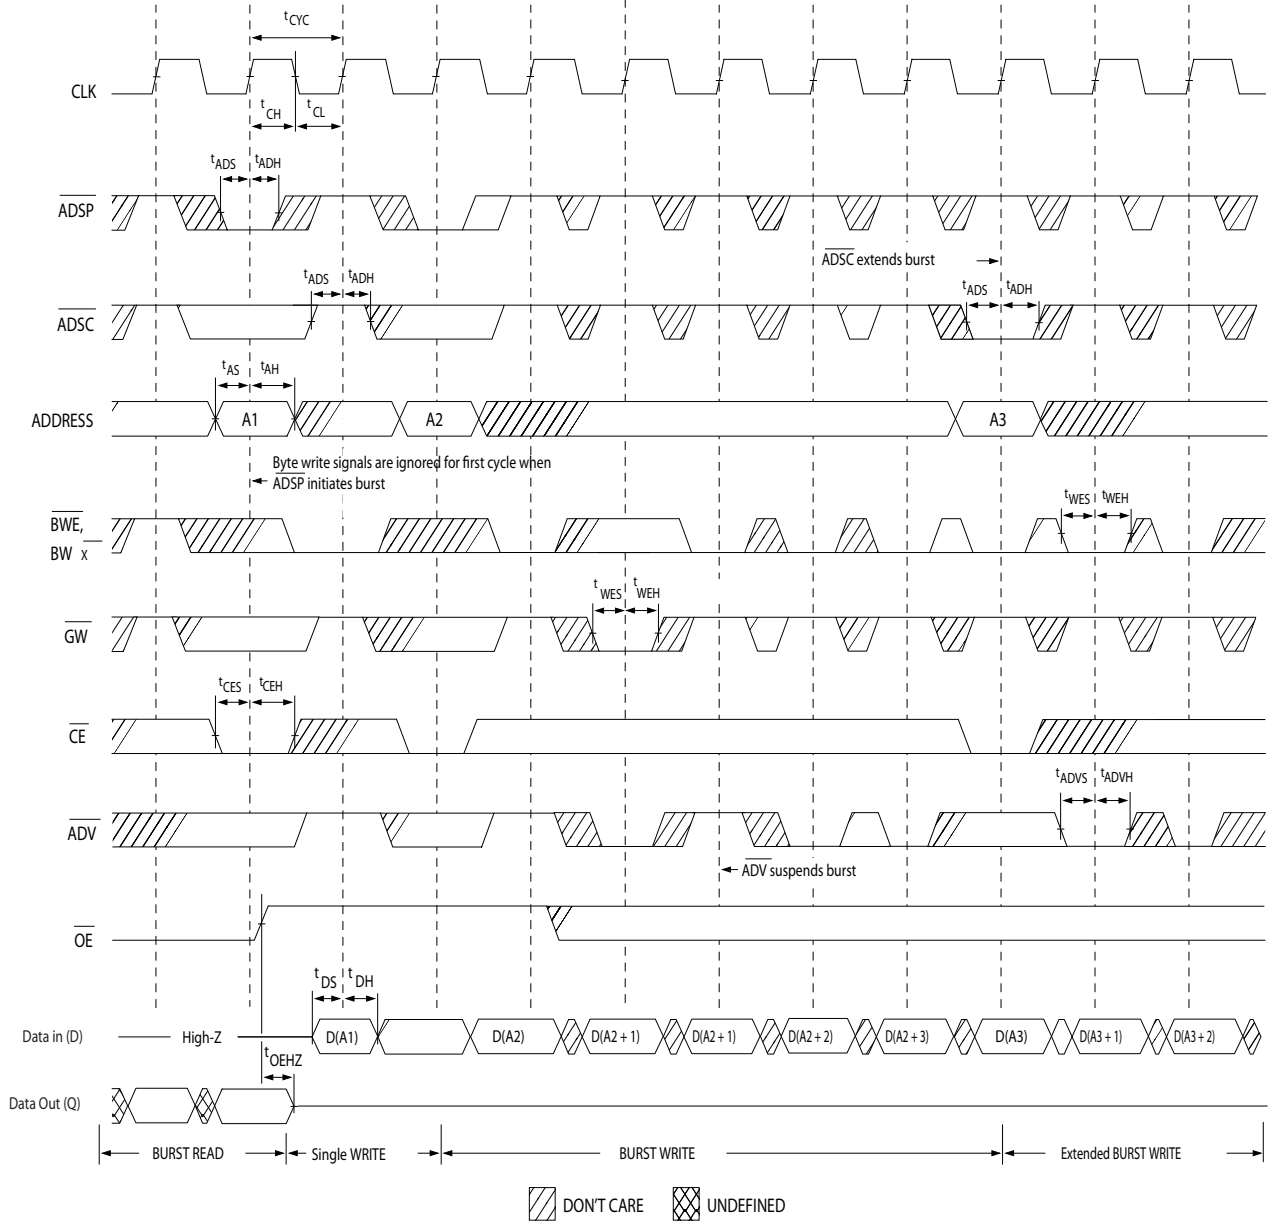 tCYC
CLK
tCH
tCL
tADS
tADH
ADSP
ADSC extends burst
tADS
tADH
tADS
tADH
ADSC
tAS
tAH
ADDRESS
A1
A2
A3
Byte write signals are ignored for first cycle when
ADSP initiates burst
tWES
tWEH
BWE,
BW x
tWES
tWEH
GW
tCES
tCEH
CE
tADVS
tADVH
ADV
ADV suspends burst
OE
tDS
tDH
Data in (D)
High-Z
D(A1)
D(A2)
D(A2 + 1)
D(A2 + 1)
D(A2 + 2)
D(A2 + 3)
D(A3)
D(A3 + 1)
D(A3 + 2)
tOEHZ
Data Out (Q)
BURST READ
Single WRITE
BURST WRITE
Extended BURST WRITE
DON'T CARE
UNDEFINED